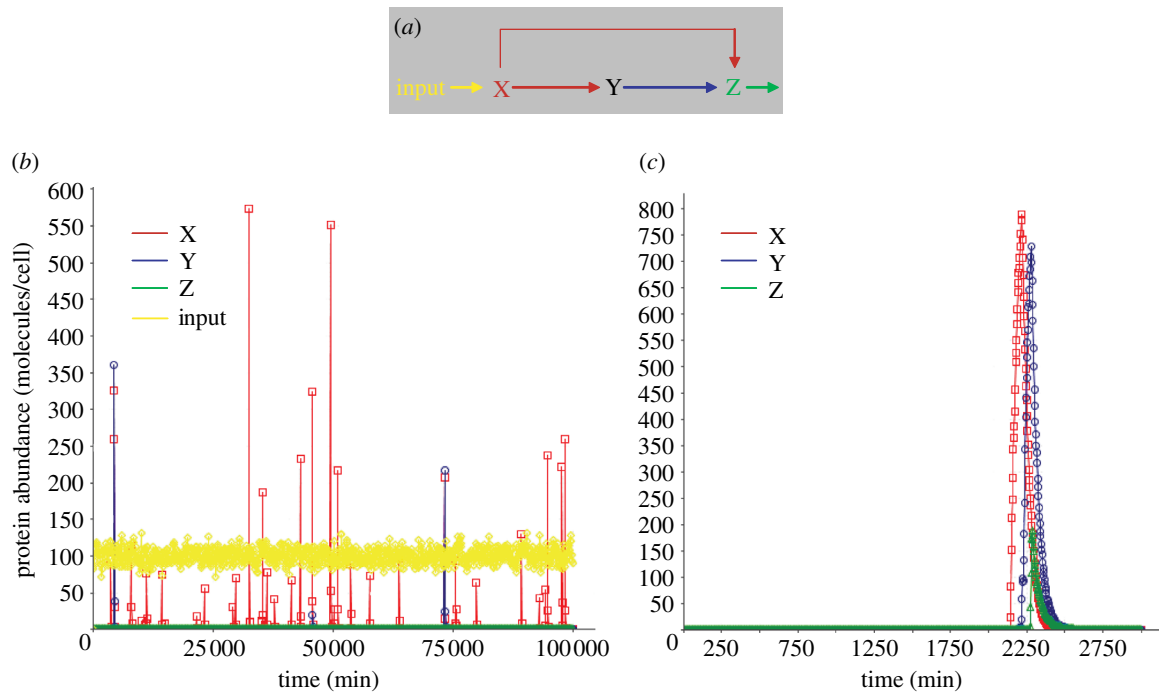 (a)
input X Y Z
(b)
protein abundance (molecules/cell)
600
550
500
450
400
350
300
250
200
150
100
50
0 25 000 50 000 75 000 100 000
time (min)
X
Y
Z
input
(c)
800
750
700
650
600
550
500
450
400
350
300
250
200
150
100
50
250 750 1250 1750 2250 2750
time (min)
X
Y
Z